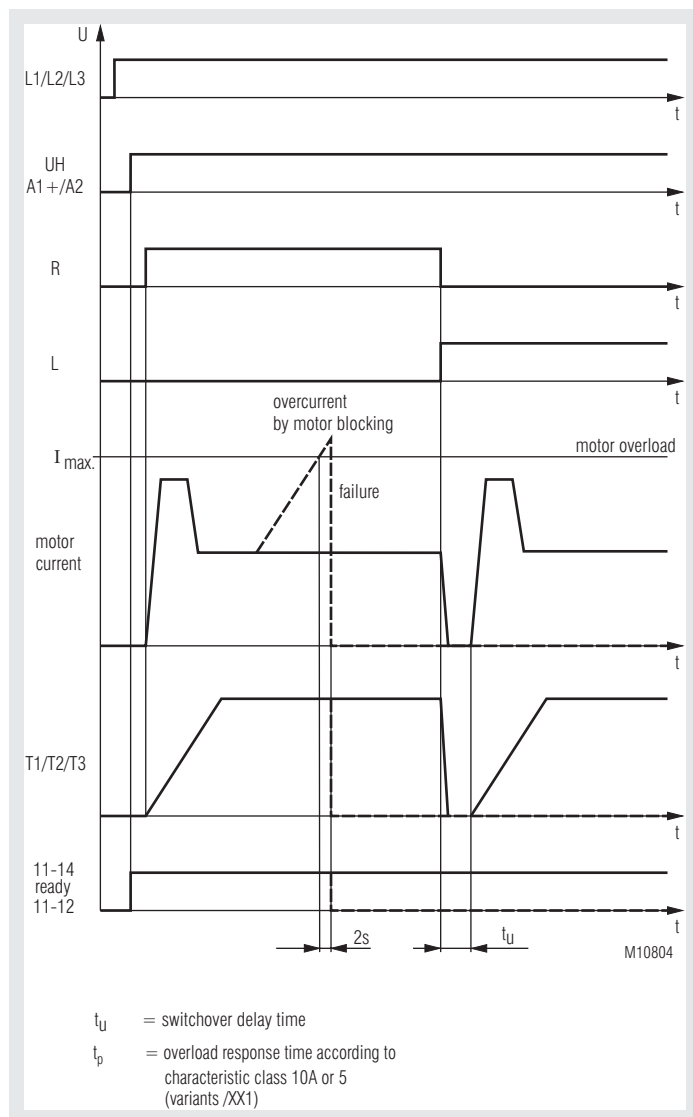 U
L1/L2/L3
t
UH
A1+/A2
t
R
t
L
t
overcurrent
by motor blocking
I max.
motor overload
failure
motor
current
t
T1/T2/T3
t
11-14
ready
11-12
t
2s
tu
M10804
tu = switchover delay time
tp = overload response time according to
characteristic class 10A or 5
(variants /XX1)